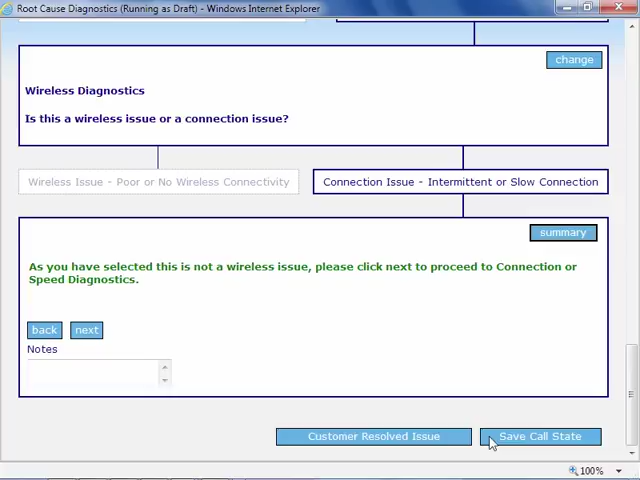 Root Cause Diagnostics (Running as Draft) - Windows Internet Explorer
change
Wireless Diagnostics
Is this a wireless issue or a connection issue?
Wireless Issue - Poor or No Wireless Connectivity
Connection Issue - Intermittent or Slow Connection
summary
As you have selected this is not a wireless issue, please click next to proceed to Connection or
Speed Diagnostics.
back next
Notes
Customer Resolved Issue
Save Call State
100%